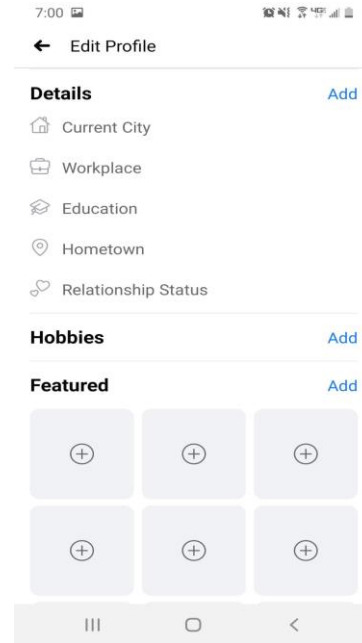 7:00
Edit Profile
Details Add
Current City
Workplace
Education
Hometown
Relationship Status
Hobbies Add
Featured Add